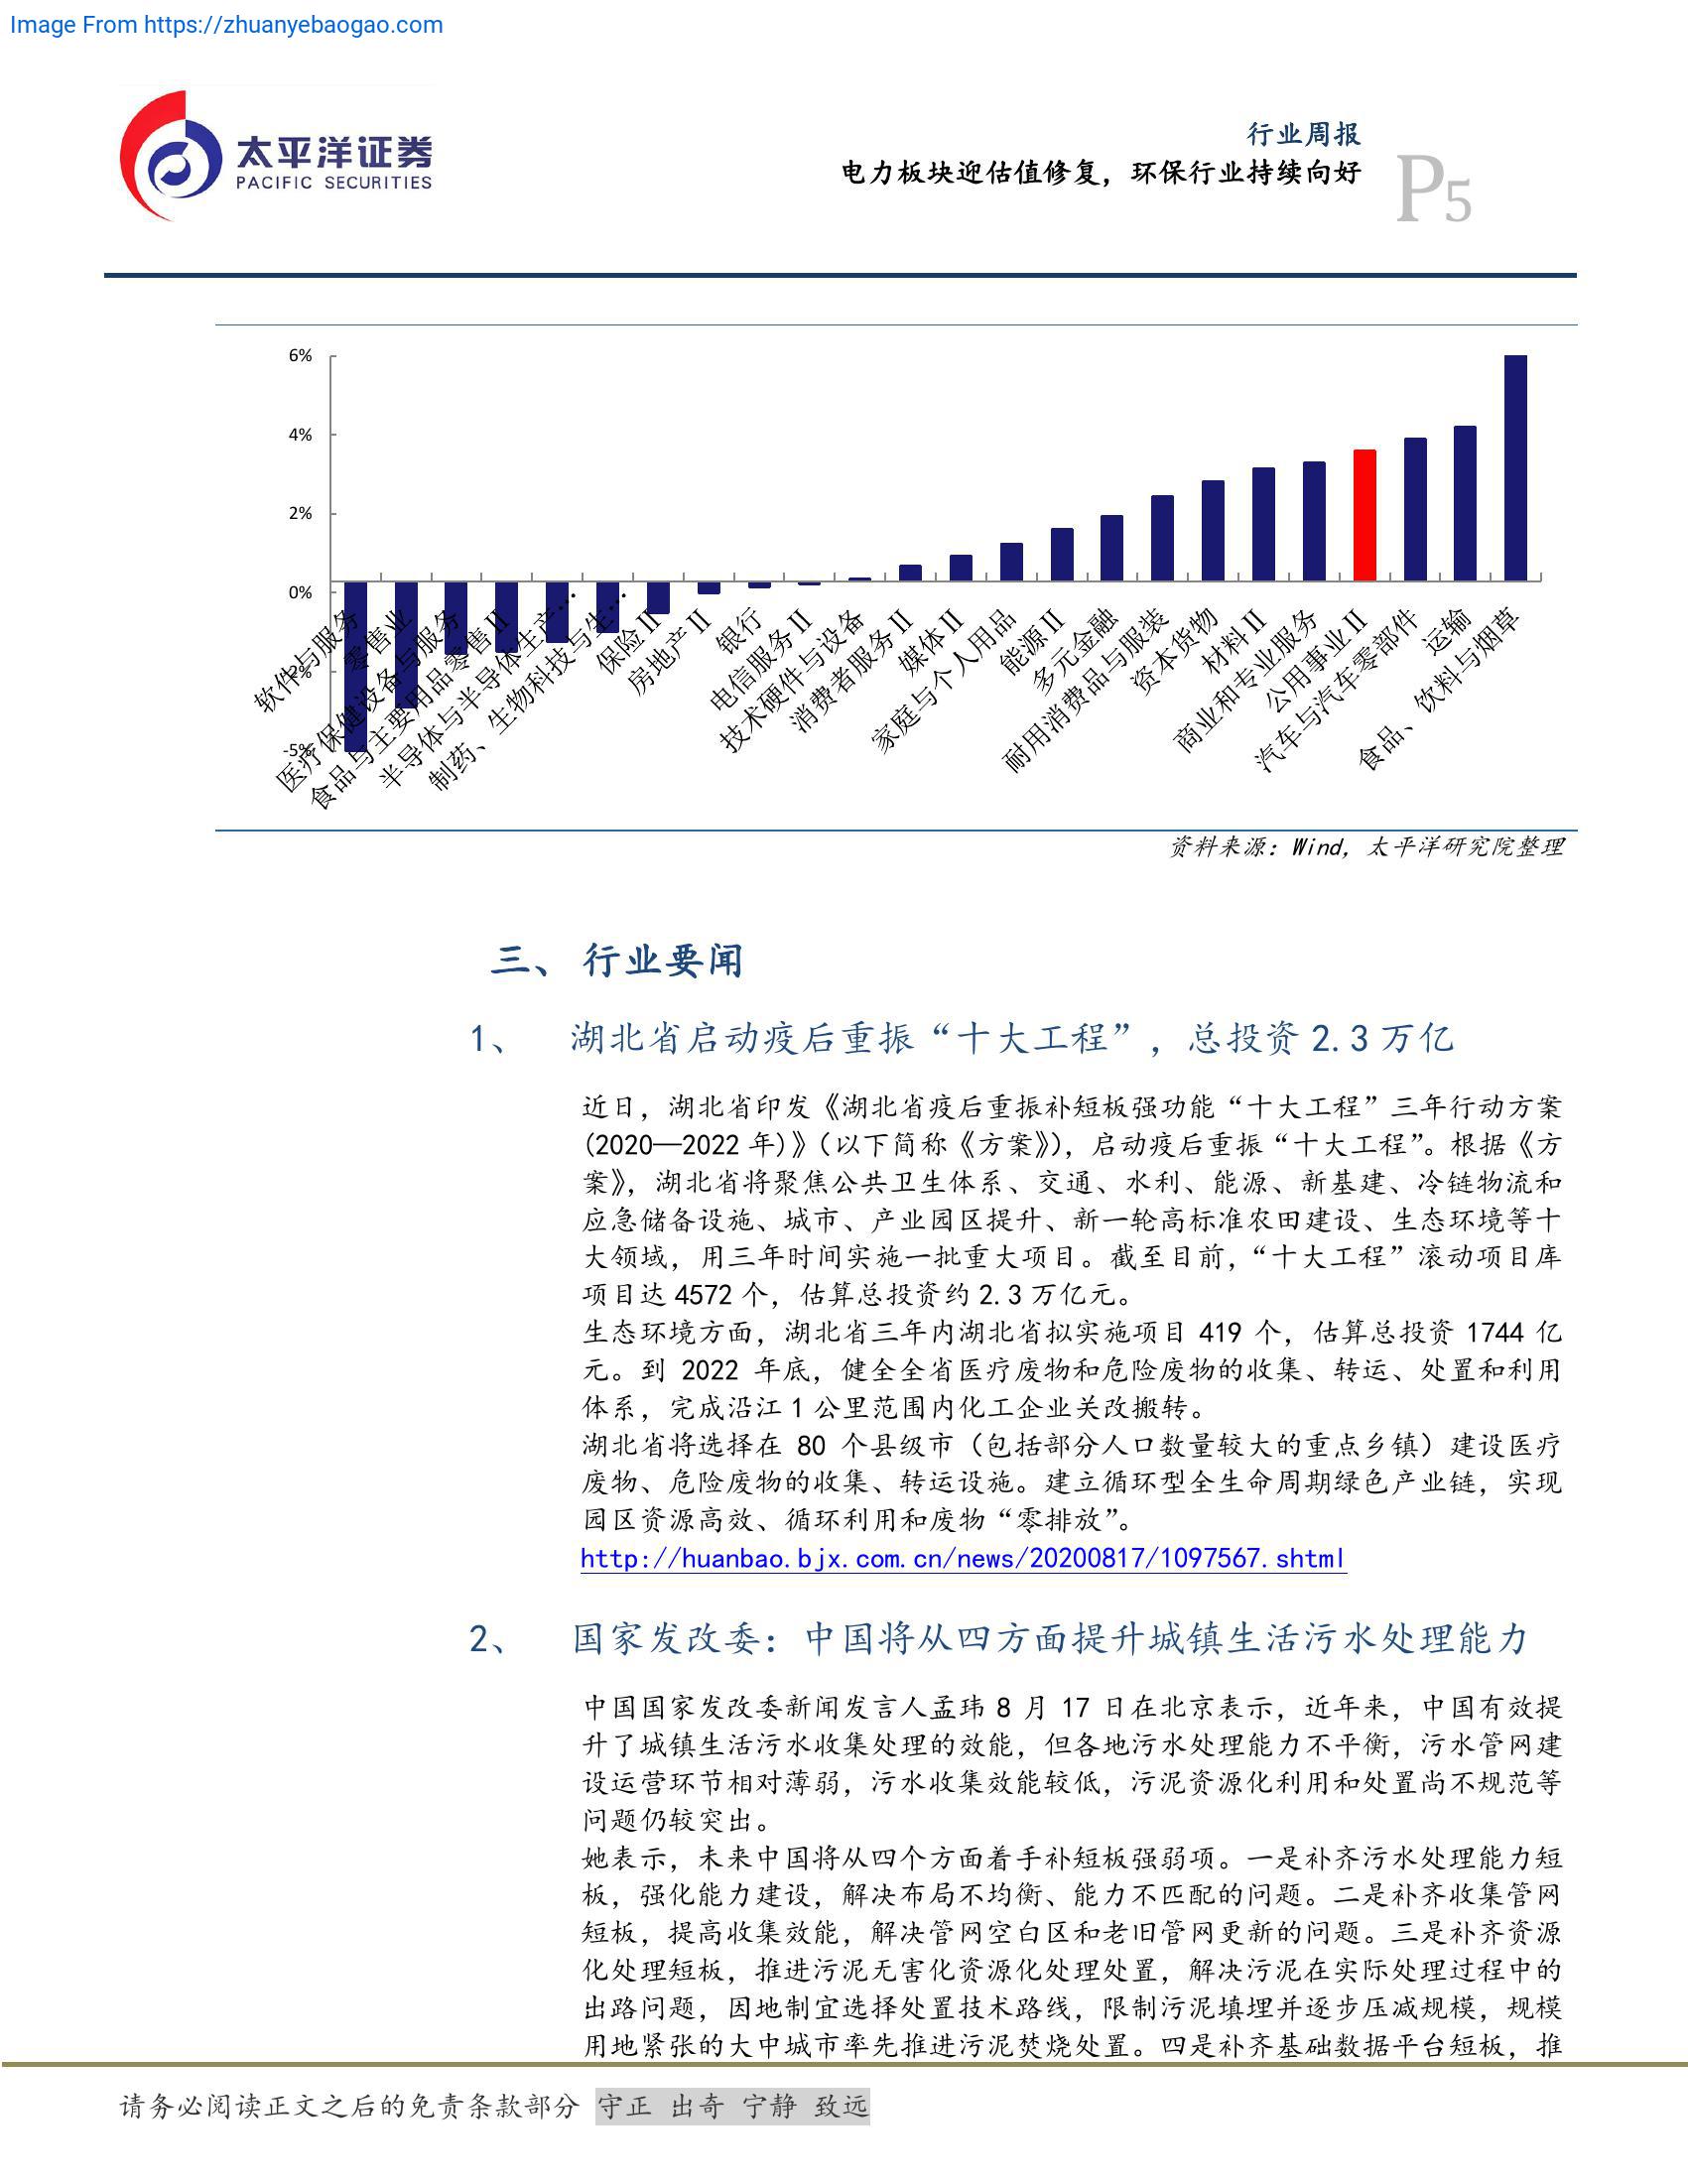 Image From https://zhuanyebaogao.com
太平洋证券
PACIFIC SECURITIES
行业周报
电力板块迎估值修复，环保行业持续向好
P5
6%
4%
2%
0%
-2%
-5%
软件与服务
零售业
医疗保健设备与服务
食品与主要用品零售Ⅱ
半导体与半导体生产…
制药、生物科技与生…
保险Ⅱ
房地产Ⅱ
银行
电信服务Ⅱ
技术硬件与设备
消费者服务Ⅱ
媒体Ⅱ
家庭与个人用品
能源Ⅱ
多元金融
耐用消费品与服装
资本货物
材料Ⅱ
商业和专业服务
公用事业Ⅱ
汽车与汽车零部件
运输
食品、饮料与烟草
资料来源：Wind，太平洋研究院整理
三、 行业要闻
1、 湖北省启动疫后重振“十大工程”，总投资 2.3 万亿
近日，湖北省印发《湖北省疫后重振补短板强功能“十大工程”三年行动方案
(2020—2022 年)》（以下简称《方案》），启动疫后重振“十大工程”。根据《方
案》，湖北省将聚焦公共卫生体系、交通、水利、能源、新基建、冷链物流和
应急储备设施、城市、产业园区提升、新一轮高标准农田建设、生态环境等十
大领域，用三年时间实施一批重大项目。截至目前，“十大工程”滚动项目库
项目达 4572 个，估算总投资约 2.3 万亿元。
生态环境方面，湖北省三年内湖北省拟实施项目 419 个，估算总投资 1744 亿
元。到 2022 年底，健全全省医疗废物和危险废物的收集、转运、处置和利用
体系，完成沿江 1 公里范围内化工企业关改搬转。
湖北省将选择在 80 个县级市（包括部分人口数量较大的重点乡镇）建设医疗
废物、危险废物的收集、转运设施。建立循环型全生命周期绿色产业链，实现
园区资源高效、循环利用和废物“零排放”。
http://huanbao.bjx.com.cn/news/20200817/1097567.shtml
2、 国家发改委：中国将从四方面提升城镇生活污水处理能力
中国国家发改委新闻发言人孟玮 8 月 17 日在北京表示，近年来，中国有效提
升了城镇生活污水收集处理的效能，但各地污水处理能力不平衡，污水管网建
设运营环节相对薄弱，污水收集效能较低，污泥资源化利用和处置尚不规范等
问题仍较突出。
她表示，未来中国将从四个方面着手补短板强弱项。一是补齐污水处理能力短
板，强化能力建设，解决布局不均衡、能力不匹配的问题。二是补齐收集管网
短板，提高收集效能，解决管网空白区和老旧管网更新的问题。三是补齐资源
化处理短板，推进污泥无害化资源化处理处置，解决污泥在实际处理过程中的
出路问题，因地制宜选择处置技术路线，限制污泥填埋并逐步压减规模，规模
用地紧张的大中城市率先推进污泥焚烧处置。四是补齐基础数据平台短板，推
请务必阅读正文之后的免责条款部分 守正 出奇 宁静 致远